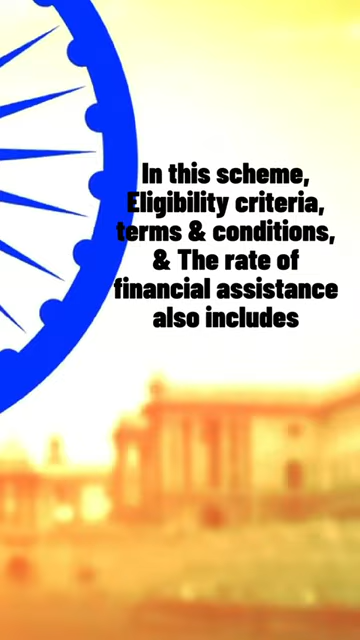 In this scheme,
Eligibility criteria,
terms & conditions,
& The rate of
financial assistance
also includes